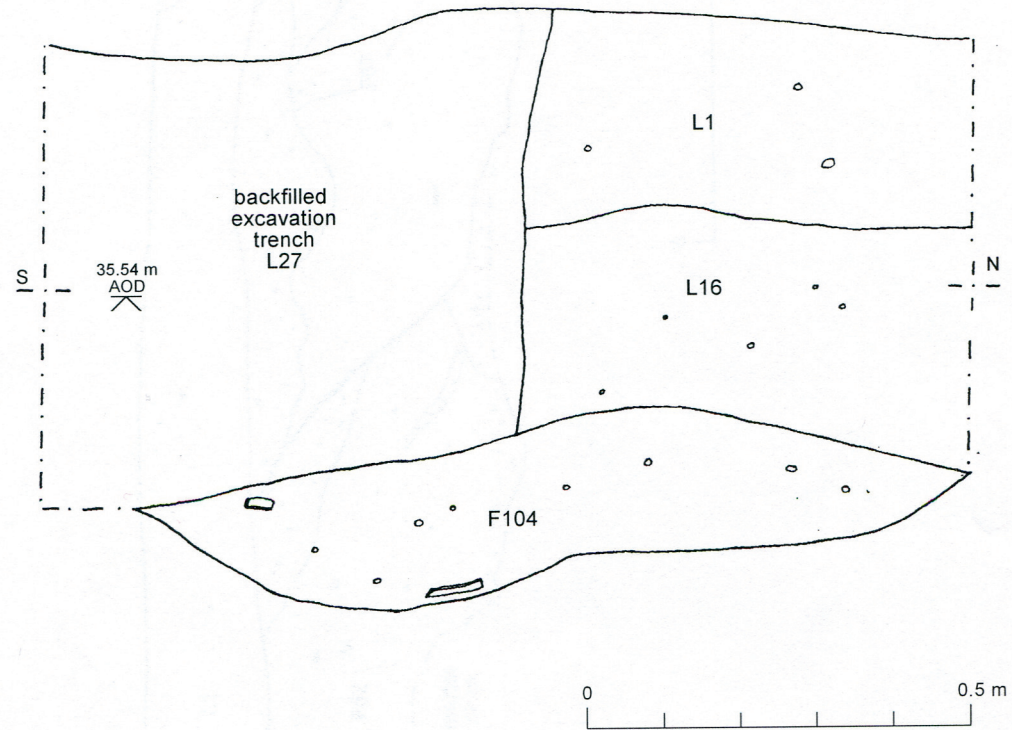 L1
backfilled
excavation
trench
L27
S
35.54 m
AOD
N
L16
F104
0
0.5 m